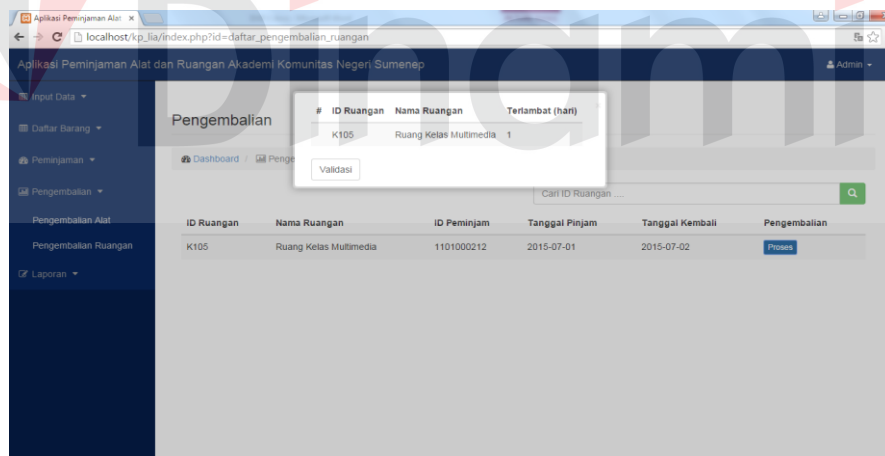 Aplikasi Peminjaman Alat
localhost/kp_lia/index.php?id=daftar_pengembalian_ruangan
Aplikasi Peminjaman Alat dan Ruangan Akademi Komunitas Negeri Sumenep
Admin
Input Data
Daftar Barang
Peminjaman
Pengembalian
Pengembalian Alat
Pengembalian Ruangan
Laporan
Pengembalian
Dashboard / Penge
# ID Ruangan Nama Ruangan Terlambat (hari)
K105 Ruang Kelas Multimedia 1
Validasi
Cari ID Ruangan ....
ID Ruangan Nama Ruangan ID Peminjam Tanggal Pinjam Tanggal Kembali Pengembalian
K105 Ruang Kelas Multimedia 1101000212 2015-07-01 2015-07-02 Proses
Dinami